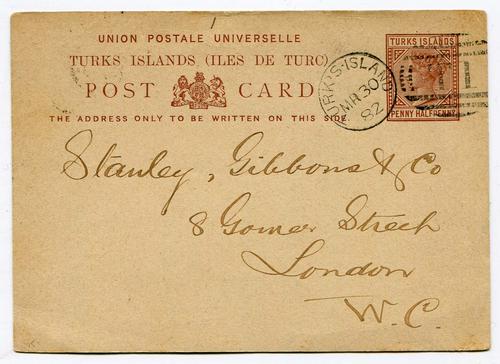 UNION POSTALE UNIVERSELLE
TURKS ISLANDS (ILES DE TURC)
POST CARD
THE ADDRESS ONLY TO BE WRITTEN ON THIS SIDE.
TURKS ISLANDS
PENNY HALFPENNY
TURKS-ISLAND
MR 30
82
Stanley, Gibbons & Co
8 Gower Street
London
W.C.